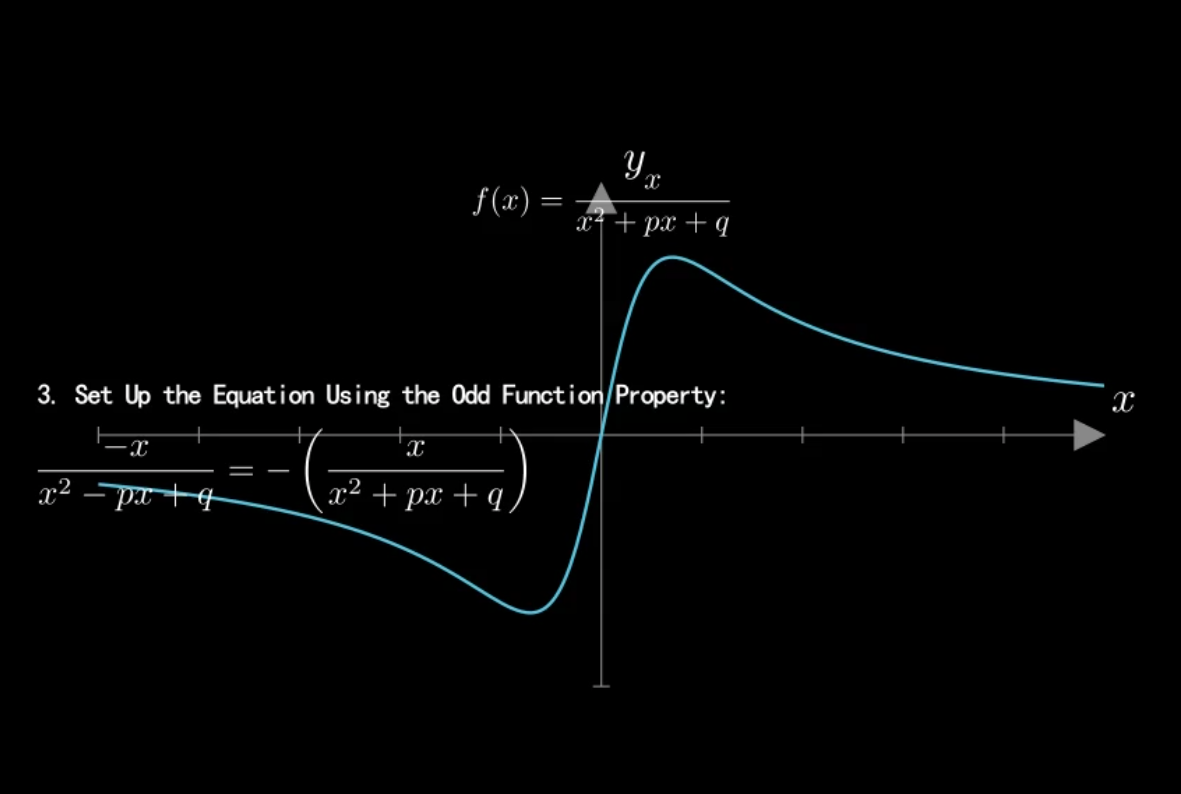 y
f(x) = \frac{x}{x^2 + px + q}
3. Set Up the Equation Using the Odd Function Property:
x
\frac{-x}{x^2 - px + q} = -\left(\frac{x}{x^2 + px + q}\right)